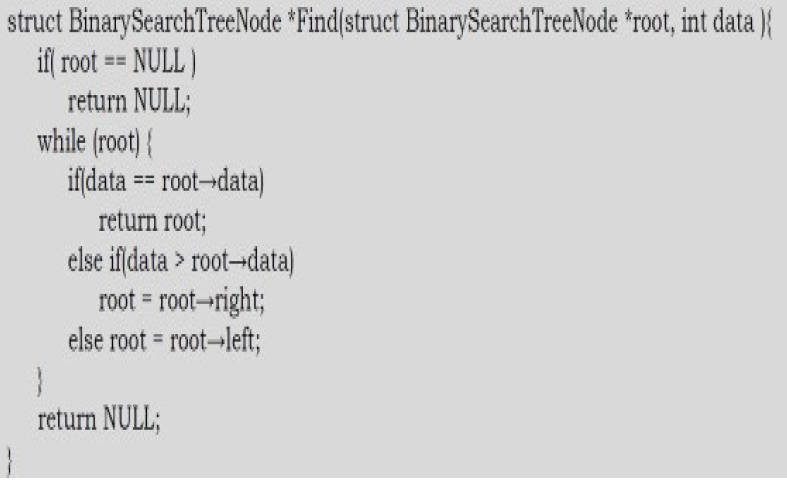 struct BinarySearchTreeNode *Find(struct BinarySearchTreeNode *root, int data ){
if( root == NULL )
return NULL;
while (root) {
if(data == root→data)
return root;
else if(data > root→data)
root = root→right;
else root = root→left;
}
return NULL;
}